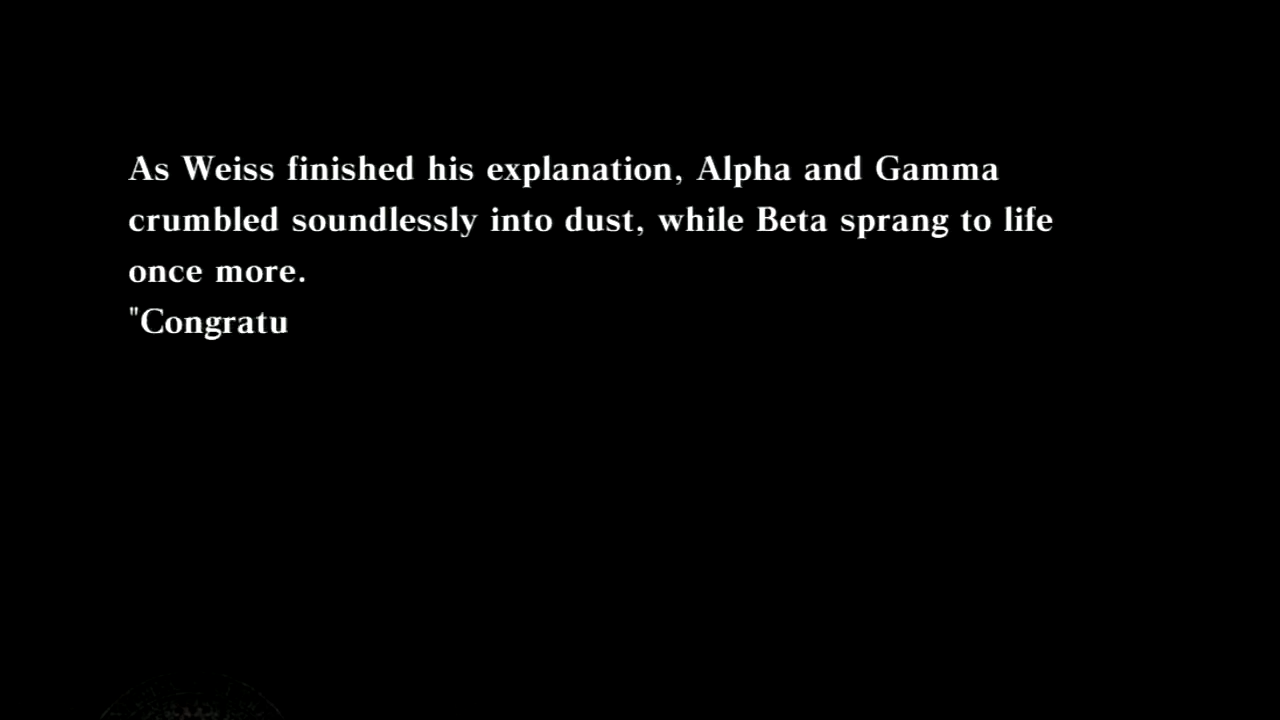 As Weiss finished his explanation, Alpha and Gamma
crumbled soundlessly into dust, while Beta sprang to life
once more.
"Congratu